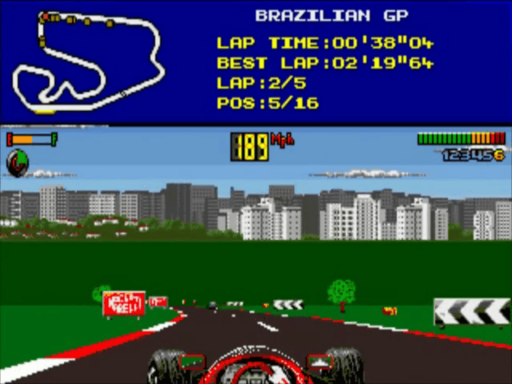 BRAZILIAN GP
LAP TIME:00'38"04
BEST LAP:02'19"64
LAP:2/5
POS:5/16
E F
189 Mph
123456